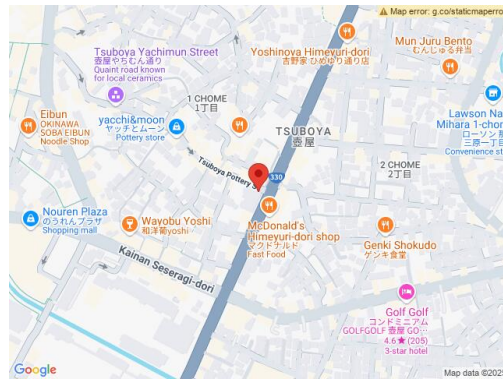 Map error: g.co/staticmaperro
Tsuboya Yachimun Street
壺屋やちむん通り
Quaint road known
for local ceramics
Yoshinoya Himeyuri-dori
吉野家 ひめゆり通り店
Mun Juru Bento
むんじゅる弁当
1 CHOME
1丁目
Eibun
OKINAWA
SOBA EIBUN
Noodle Shop
yacchi&moon
ヤッチとムーン
Pottery store
TSUBOYA
壺屋
Lawson Na
Mihara 1-chom
ローソン 那
三原一丁目
Convenience st
2 CHOME
2丁目
Tsuboya Pottery St
330
Nouren Plaza
のうれんプラザ
Shopping mall
Wayobu Yoshi
和洋葡yoshi
McDonald's
Himeyuri-dori shop
マクドナルド
Fast Food
Genki Shokudo
ゲンキ食堂
Kainan Seseragi-dori
Golf Golf
コンドミニアム
GOLFGOLF 壺屋 GO...
4.6★(205)
3-star hotel
Google
Map data ©2025